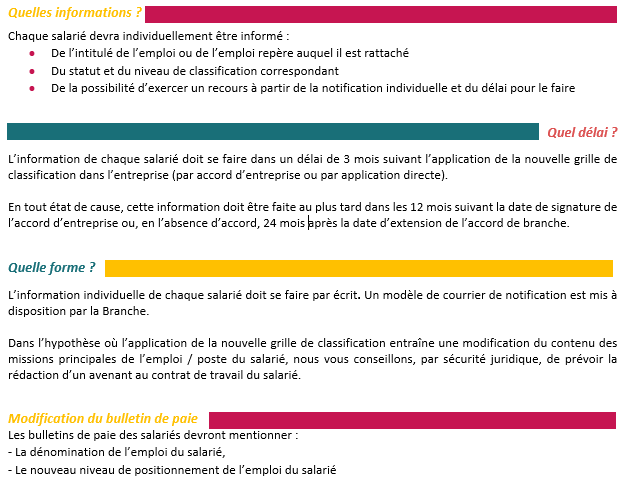 Quelles informations ?
Chaque salarié devra individuellement être informé :
• De l'intitulé de l'emploi ou de l'emploi repère auquel il est rattaché
• Du statut et du niveau de classification correspondant
• De la possibilité d'exercer un recours à partir de la notification individuelle et du délai pour le faire
Quel délai ?
L'information de chaque salarié doit se faire dans un délai de 3 mois suivant l'application de la nouvelle grille de
classification dans l'entreprise (par accord d'entreprise ou par application directe).
En tout état de cause, cette information doit être faite au plus tard dans les 12 mois suivant la date de signature de
l'accord d'entreprise ou, en l'absence d'accord, 24 mois après la date d'extension de l'accord de branche.
Quelle forme ?
L'information individuelle de chaque salarié doit se faire par écrit. Un modèle de courrier de notification est mis à
disposition par la Branche.
Dans l'hypothèse où l'application de la nouvelle grille de classification entraîne une modification du contenu des
missions principales de l'emploi / poste du salarié, nous vous conseillons, par sécurité juridique, de prévoir la
rédaction d'un avenant au contrat de travail du salarié.
Modification du bulletin de paie
Les bulletins de paie des salariés devront mentionner :
- La dénomination de l'emploi du salarié,
- Le nouveau niveau de positionnement de l'emploi du salarié